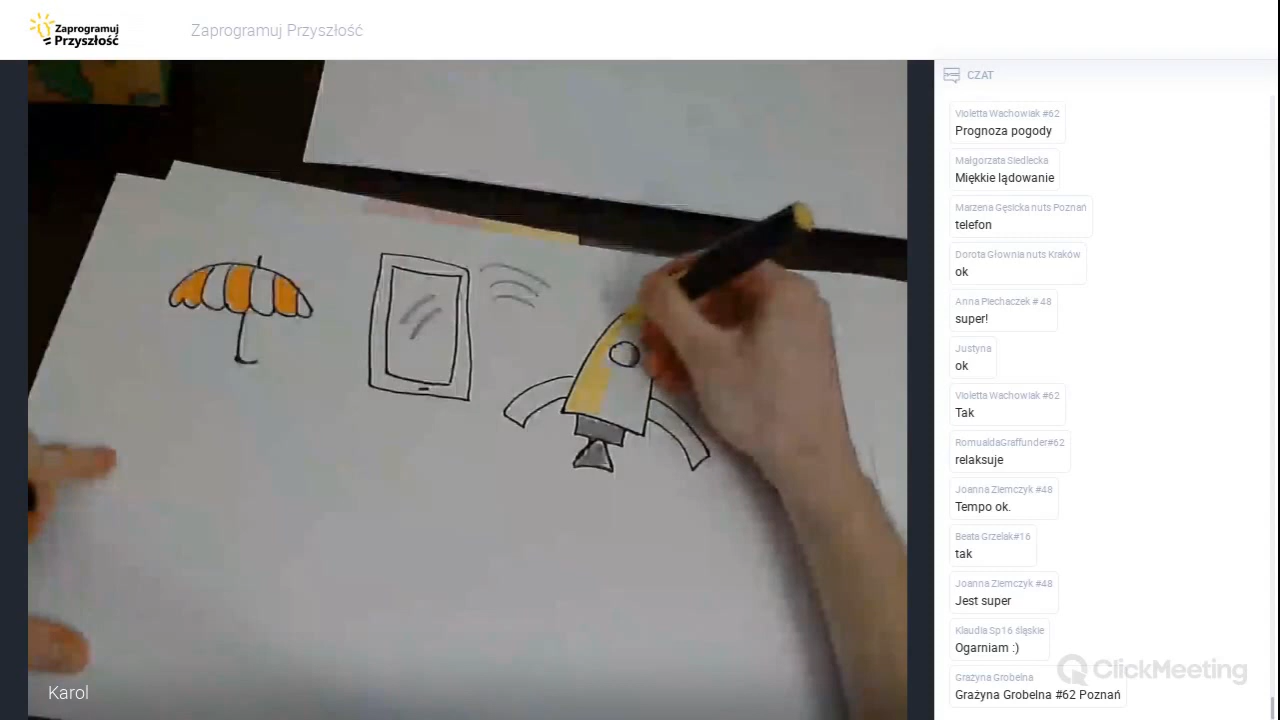 Zaprogramuj
Przyszłość
Zaprogramuj Przyszłość
CZAT
Violetta Wachowiak #62
Prognoza pogody
Małgorzata Siedlecka
Miękkie lądowanie
Marzena Gęsicka nuts Poznań
telefon
Dorota Głownia nuts Kraków
ok
Anna Piechaczek # 48
super!
Justyna
ok
Violetta Wachowiak #62
Tak
RomualdaGraffunder#62
relaksuje
Joanna Ziemczyk #48
Tempo ok.
Beata Grzelak#16
tak
Joanna Ziemczyk #48
Jest super
Klaudia Sp16 śląskie
Ogarniam :)
Grażyna Grobelna
Grażyna Grobelna #62 Poznań
ClickMeeting
Karol